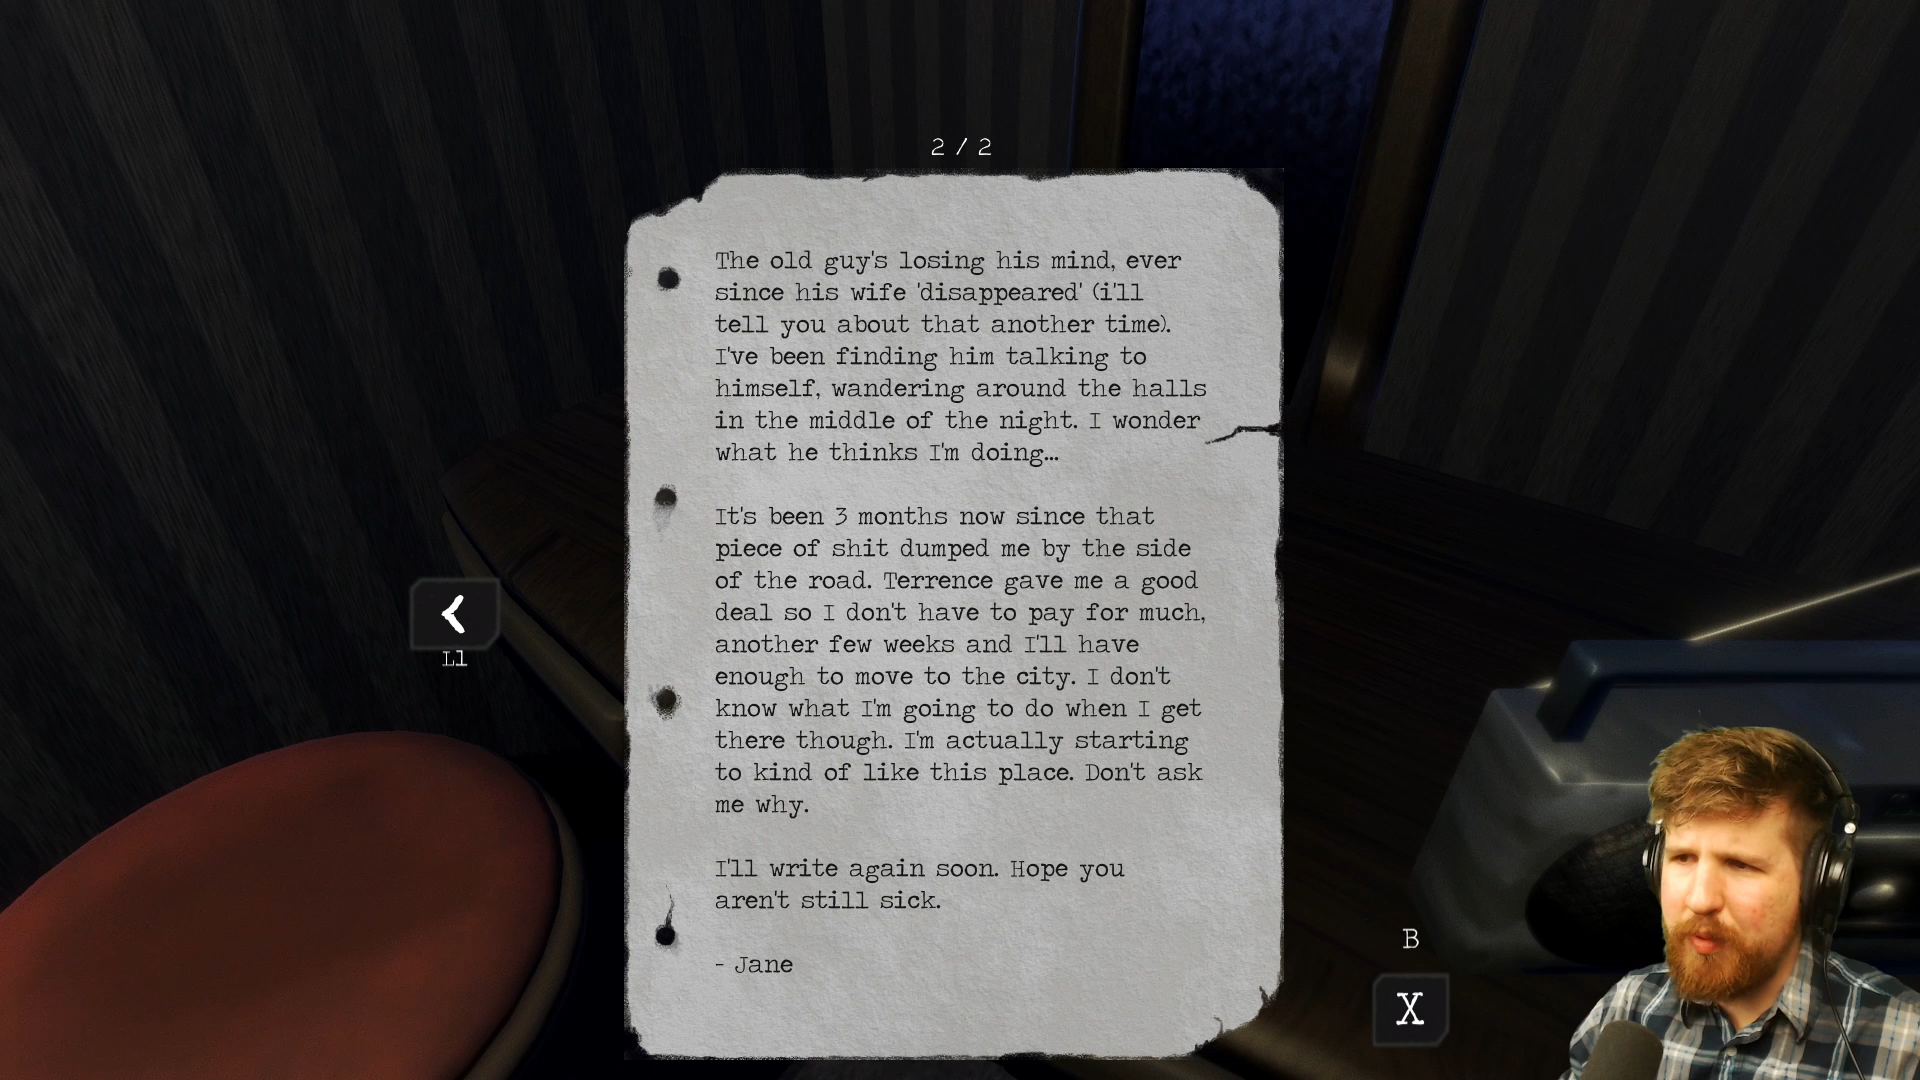 2 / 2
The old guy's losing his mind, ever
since his wife 'disappeared' (i'll
tell you about that another time).
I've been finding him talking to
himself, wandering around the halls
in the middle of the night. I wonder
what he thinks I'm doing...
It's been 3 months now since that
piece of shit dumped me by the side
of the road. Terrence gave me a good
deal so I don't have to pay for much,
another few weeks and I'll have
enough to move to the city. I don't
know what I'm going to do when I get
there though. I'm actually starting
to kind of like this place. Don't ask
me why.
I'll write again soon. Hope you
aren't still sick.
- Jane
L1
B
X